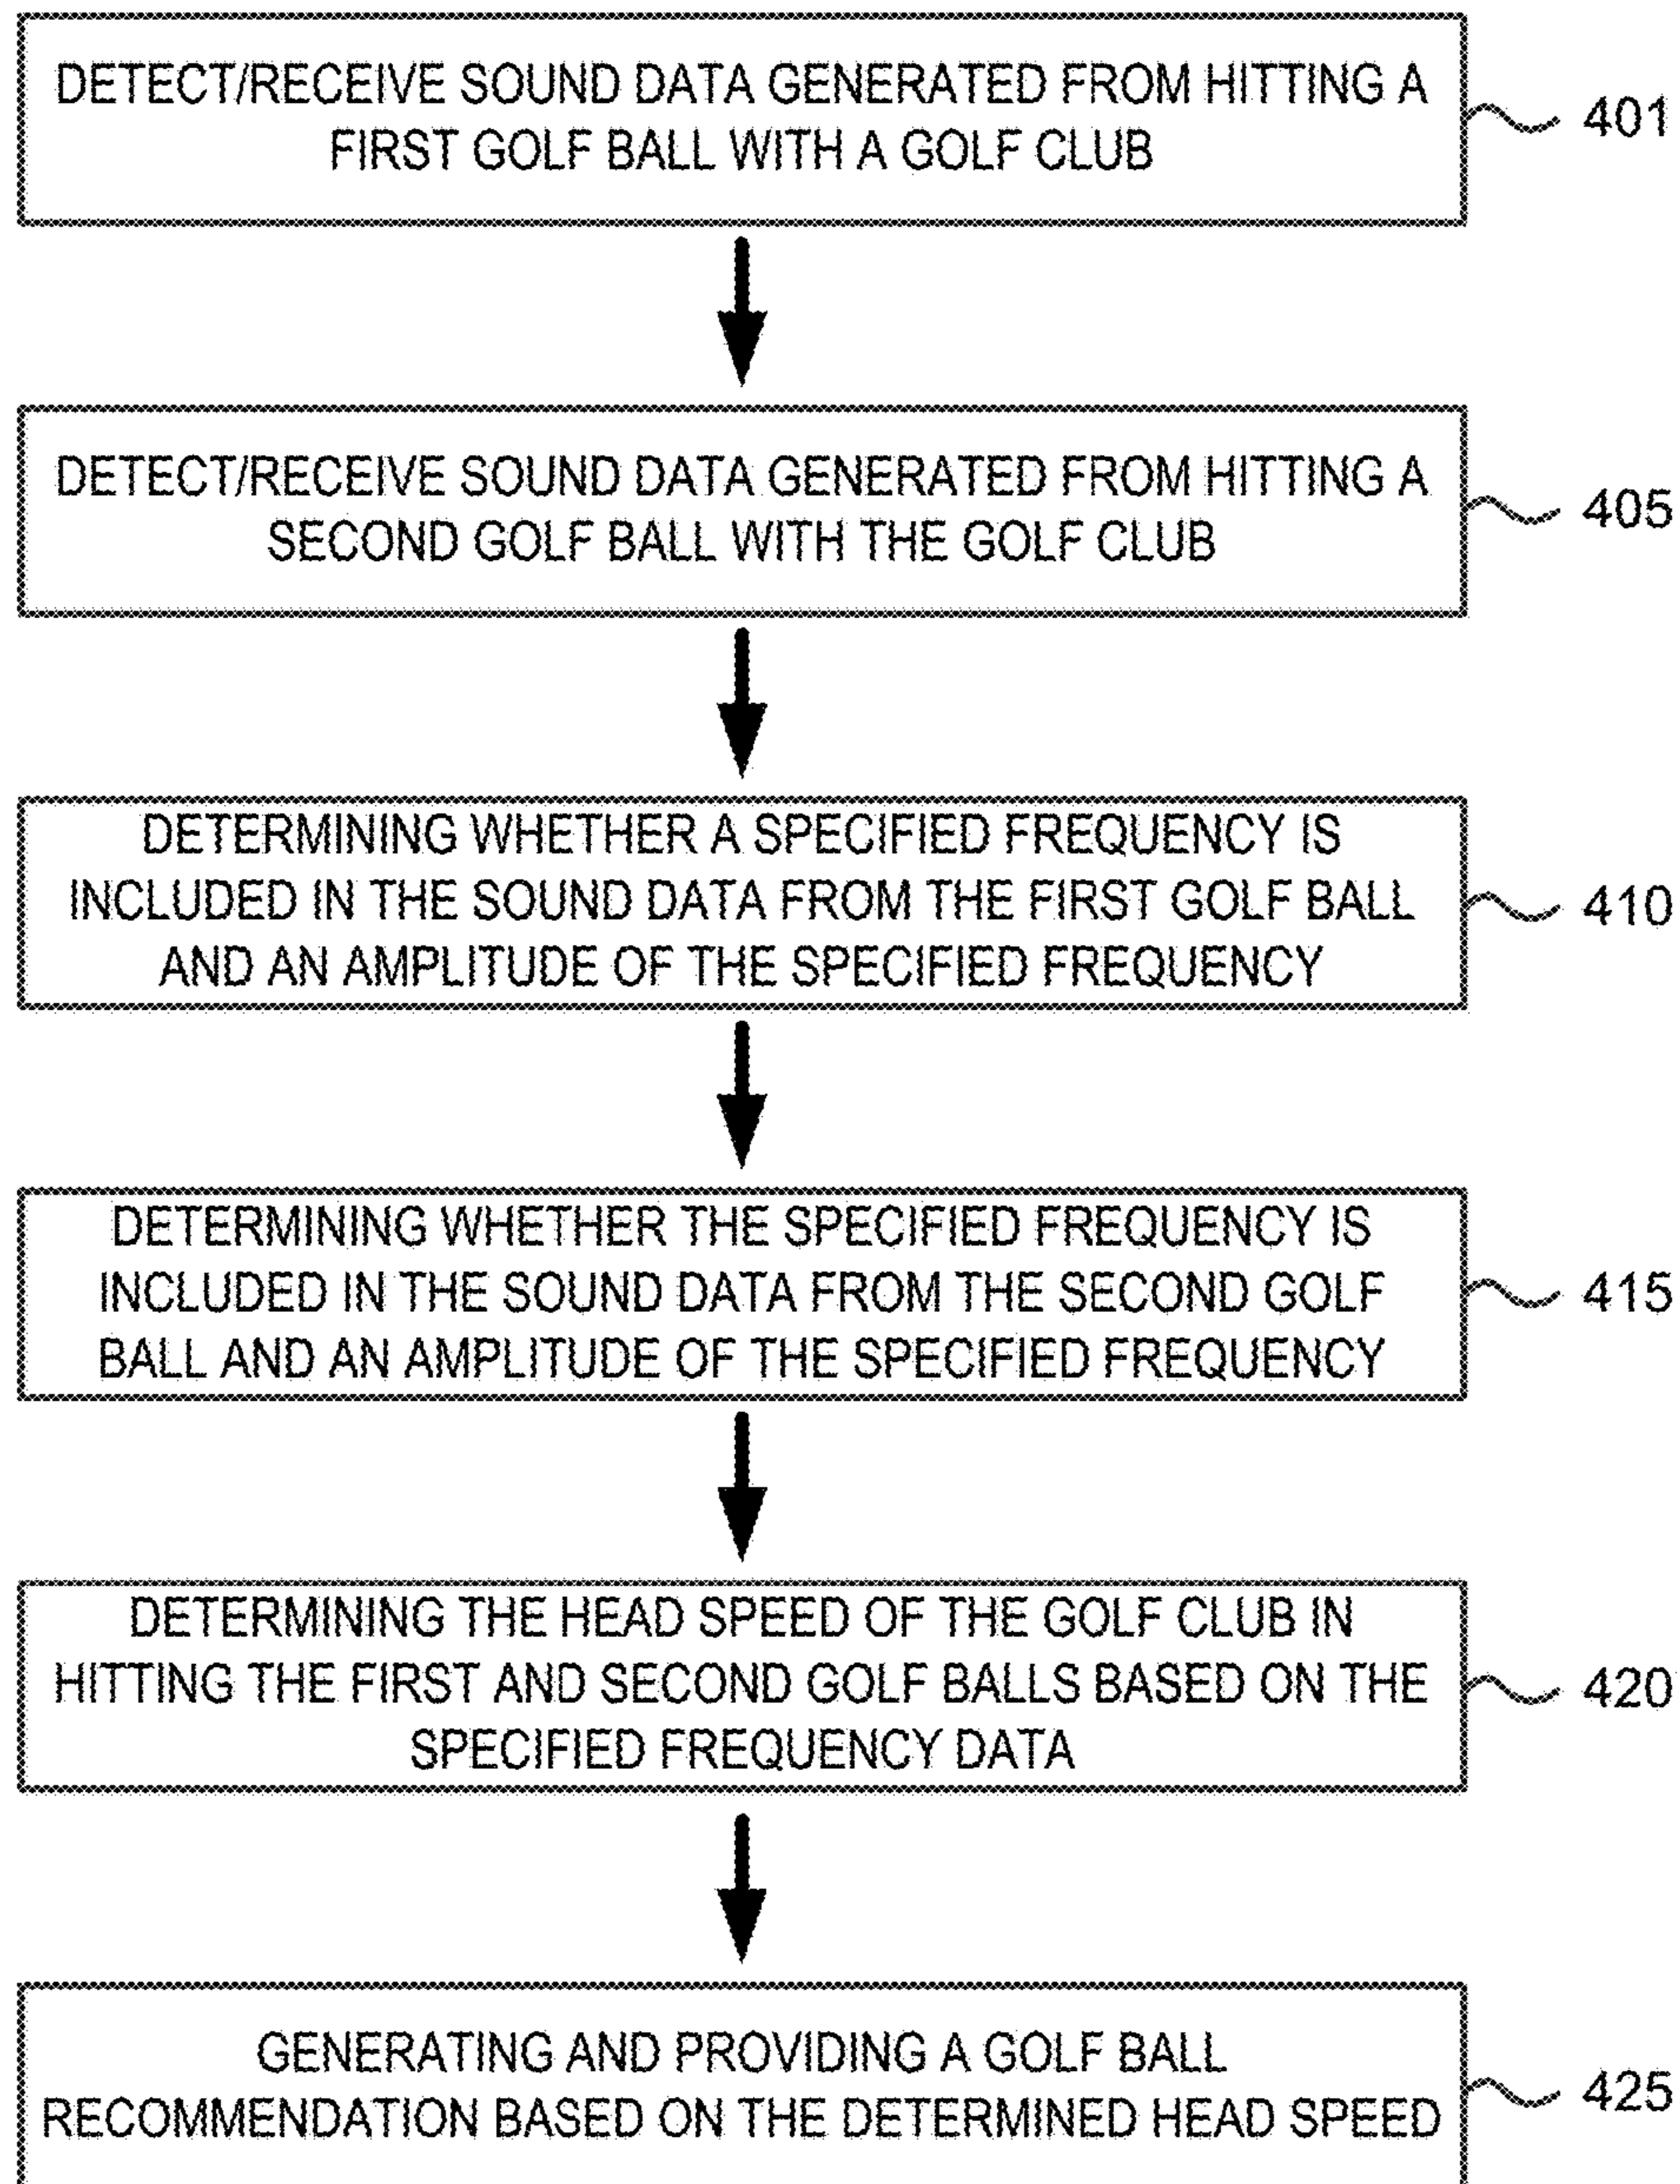 DETECT/RECEIVE SOUND DATA GENERATED FROM HITTING A
FIRST GOLF BALL WITH A GOLF CLUB
401
DETECT/RECEIVE SOUND DATA GENERATED FROM HITTING A
SECOND GOLF BALL WITH THE GOLF CLUB
405
DETERMINING WHETHER A SPECIFIED FREQUENCY IS
INCLUDED IN THE SOUND DATA FROM THE FIRST GOLF BALL
AND AN AMPLITUDE OF THE SPECIFIED FREQUENCY
410
DETERMINING WHETHER THE SPECIFIED FREQUENCY IS
INCLUDED IN THE SOUND DATA FROM THE SECOND GOLF
BALL AND AN AMPLITUDE OF THE SPECIFIED FREQUENCY
415
DETERMINING THE HEAD SPEED OF THE GOLF CLUB IN
HITTING THE FIRST AND SECOND GOLF BALLS BASED ON THE
SPECIFIED FREQUENCY DATA
420
GENERATING AND PROVIDING A GOLF BALL
RECOMMENDATION BASED ON THE DETERMINED HEAD SPEED
425